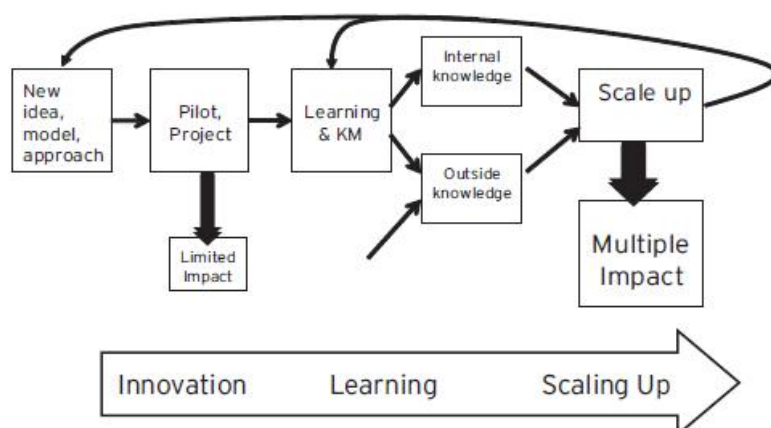 New
idea,
model,
approach
Pilot,
Project
Learning
& KM
Internal
knowledge
Outside
knowledge
Scale up
Limited
Impact
Multiple
Impact
Innovation Learning Scaling Up